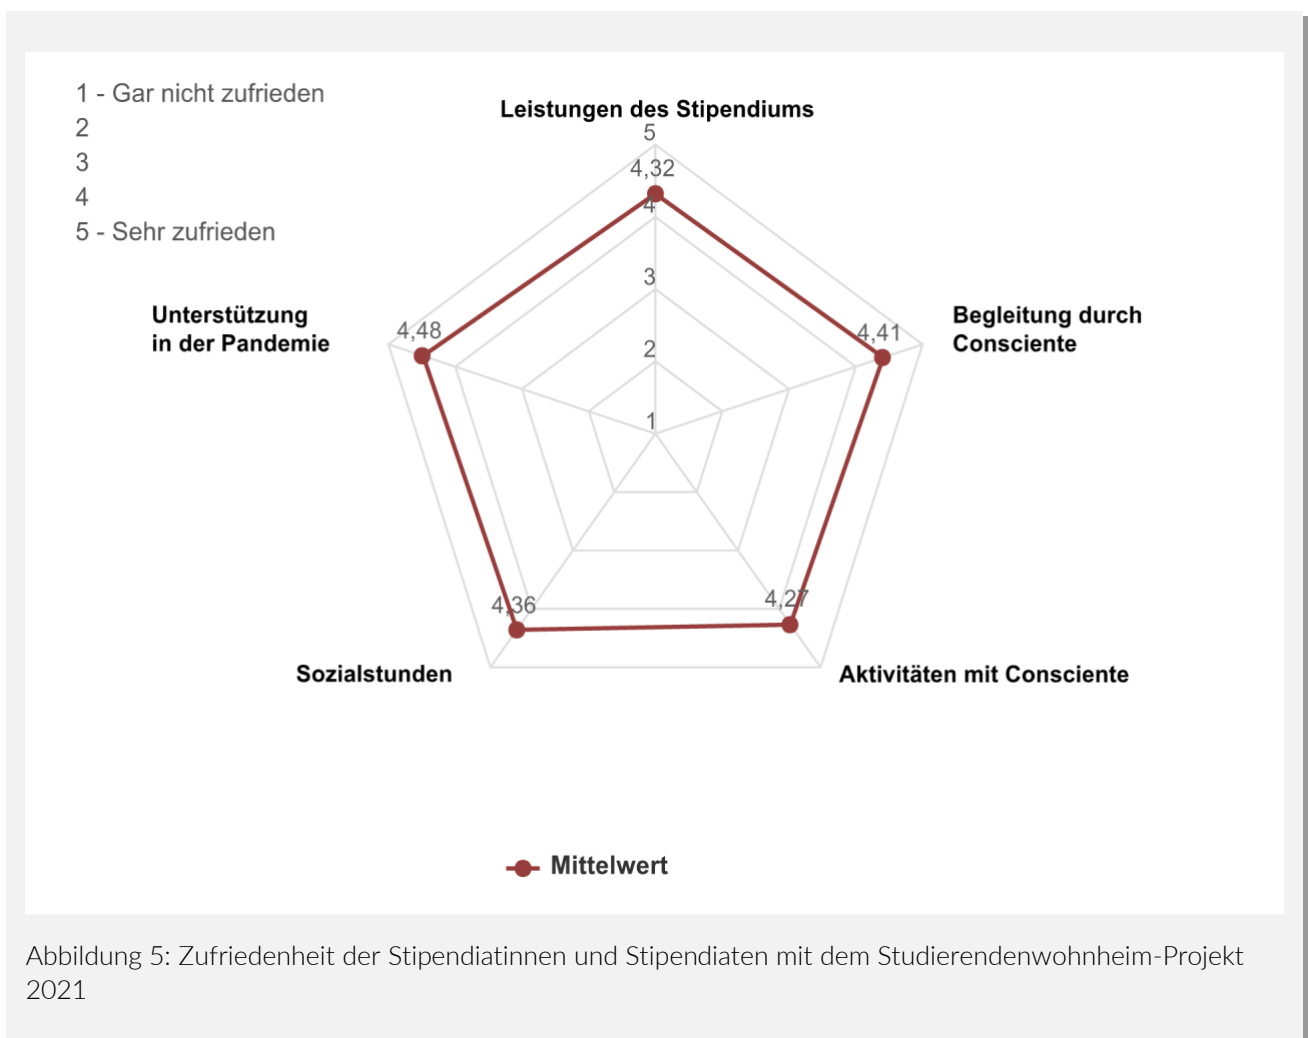 1 - Gar nicht zufrieden
2
3
4
5 - Sehr zufrieden
Leistungen des Stipendiums
5
4,32
4
3
2
1
Unterstützung
in der Pandemie
4,48
4,41
Begleitung durch
Consciente
4,36
4,27
Sozialstunden
Aktivitäten mit Consciente
Mittelwert
Abbildung 5: Zufriedenheit der Stipendiatinnen und Stipendiaten mit dem Studierendenwohnheim-Projekt
2021